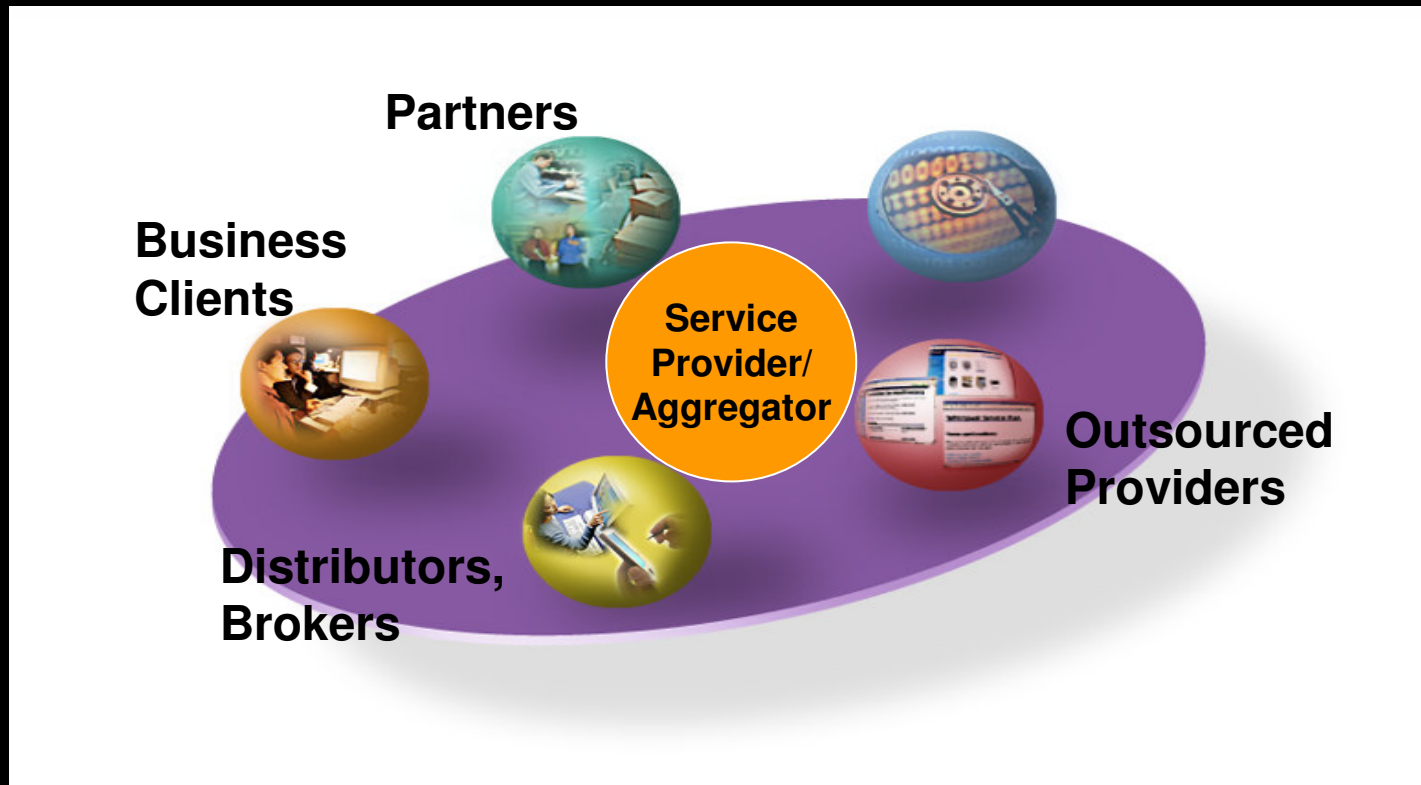 Partners
Business
Clients
Service
Provider/
Aggregator
Outsourced
Providers
Distributors,
Brokers